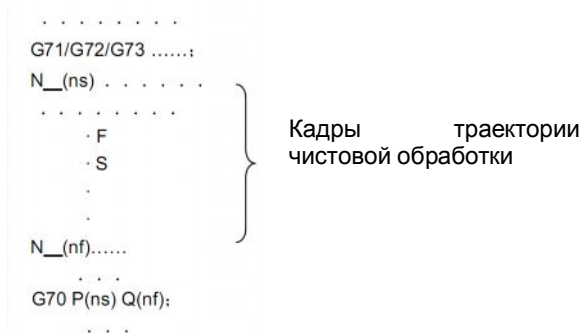 . . . . . . . .
G71/G72/G73 ......;
N__(ns) . . . . . .
. . . . . . . .
· F
· S
.
.
N__(nf)......
. . .
G70 P(ns) Q(nf);
. . .
Кадры траектории
чистовой обработки